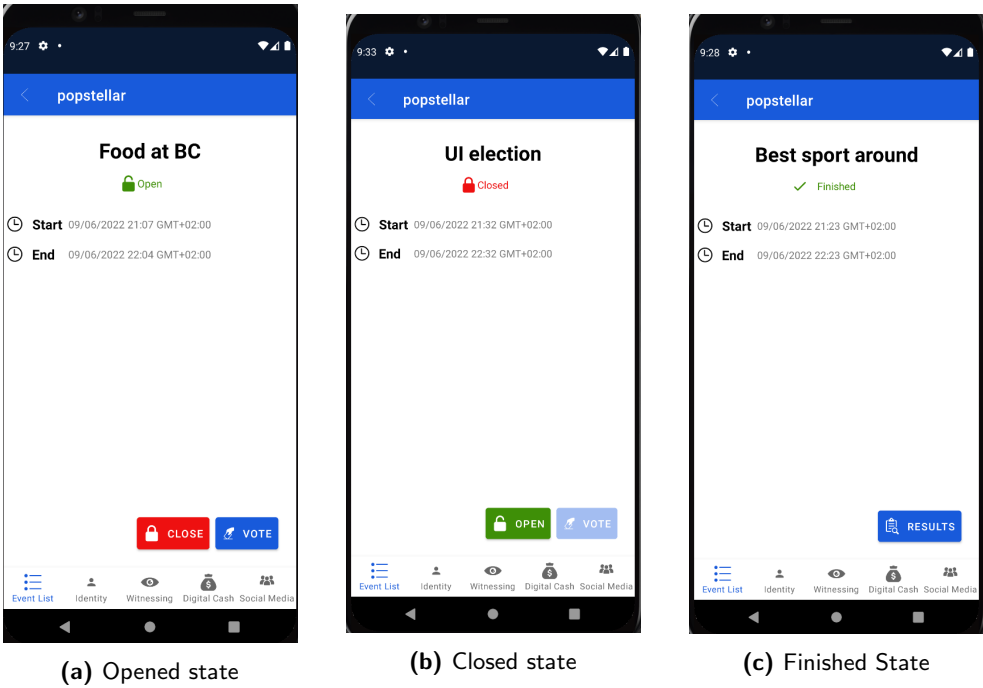 9:27
popstellar
Food at BC
Open
Start 09/06/2022 21:07 GMT+02:00
End 09/06/2022 22:04 GMT+02:00
CLOSE VOTE
Event List Identity Witnessing Digital Cash Social Media
(a) Opened state
9:33
popstellar
UI election
Closed
Start 09/06/2022 21:32 GMT+02:00
End 09/06/2022 22:32 GMT+02:00
OPEN VOTE
Event List Identity Witnessing Digital Cash Social Media
(b) Closed state
9:28
popstellar
Best sport around
Finished
Start 09/06/2022 21:23 GMT+02:00
End 09/06/2022 22:23 GMT+02:00
RESULTS
Event List Identity Witnessing Digital Cash Social Media
(c) Finished State